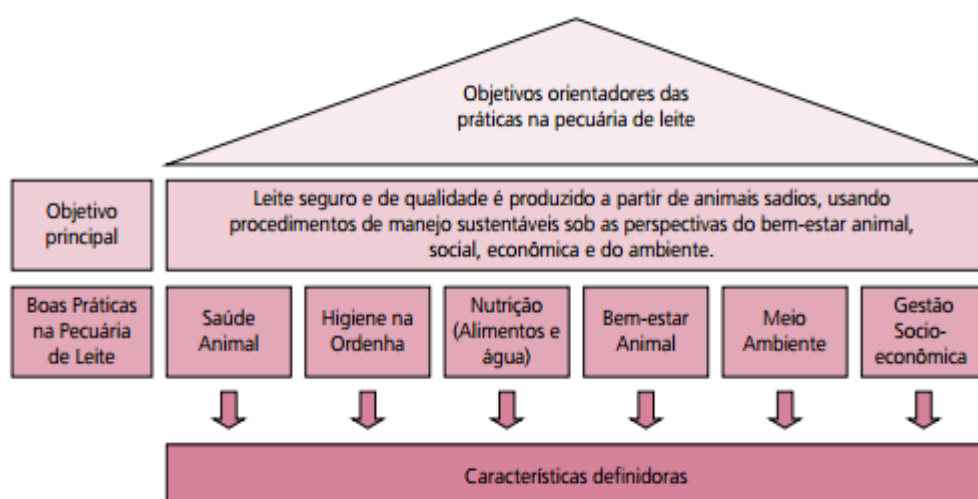 Objetivos orientadores das
práticas na pecuária de leite
Objetivo
principal
Leite seguro e de qualidade é produzido a partir de animais sadios, usando
procedimentos de manejo sustentáveis sob as perspectivas do bem-estar animal,
social, econômica e do ambiente.
Boas Práticas
na Pecuária
de Leite
Saúde
Animal
Higiene na
Ordenha
Nutrição
(Alimentos e
água)
Bem-estar
Animal
Meio
Ambiente
Gestão
Socio-
econômica
Características definidoras